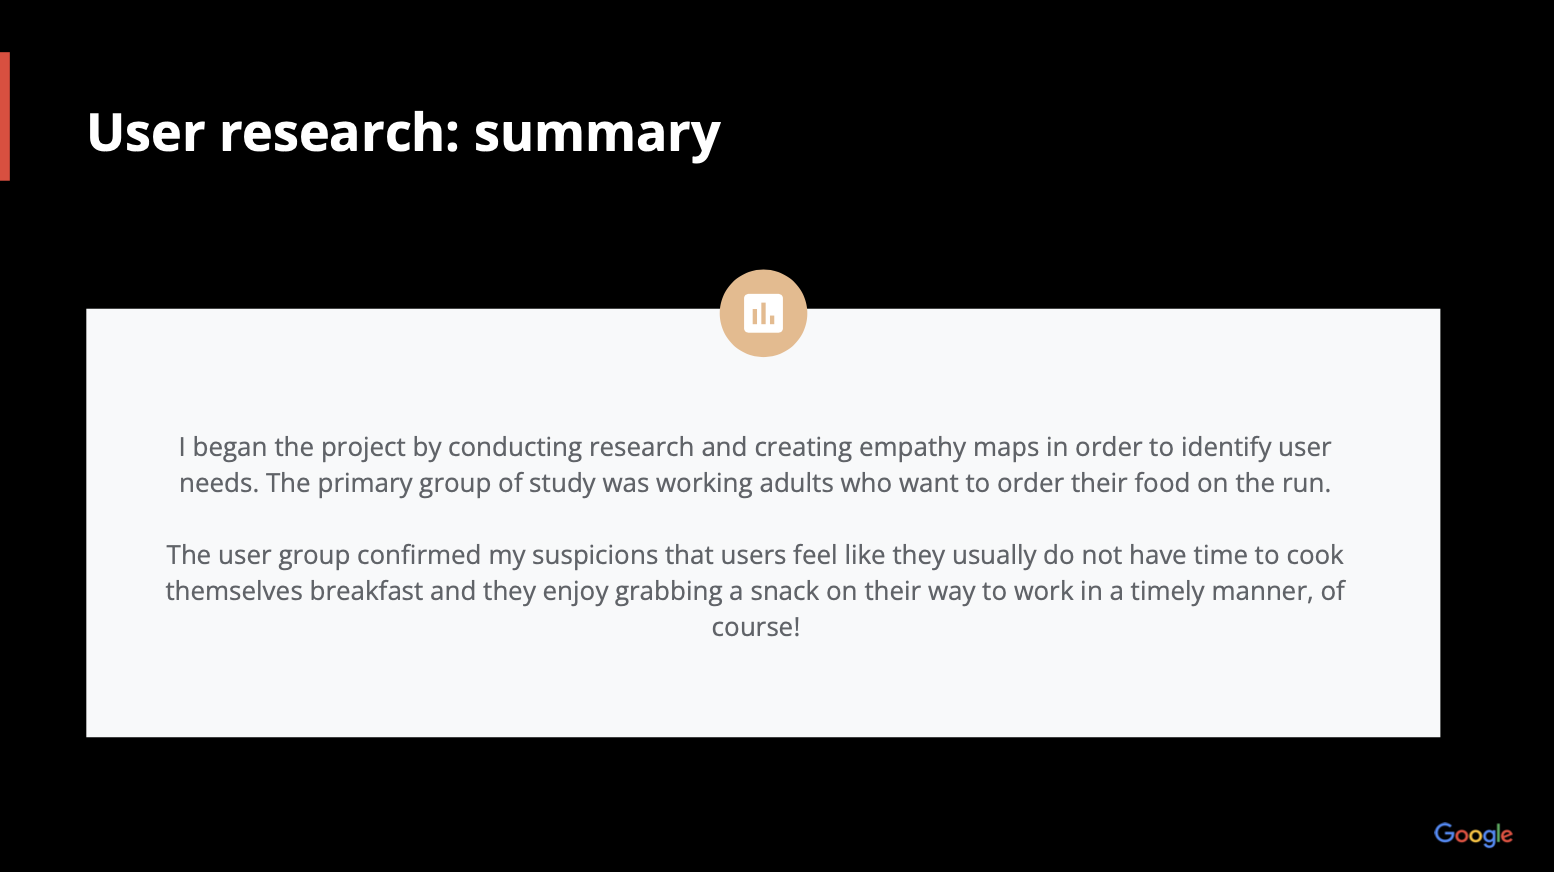 User research: summary
I began the project by conducting research and creating empathy maps in order to identify user
needs. The primary group of study was working adults who want to order their food on the run.
The user group confirmed my suspicions that users feel like they usually do not have time to cook
themselves breakfast and they enjoy grabbing a snack on their way to work in a timely manner, of
course!
Google